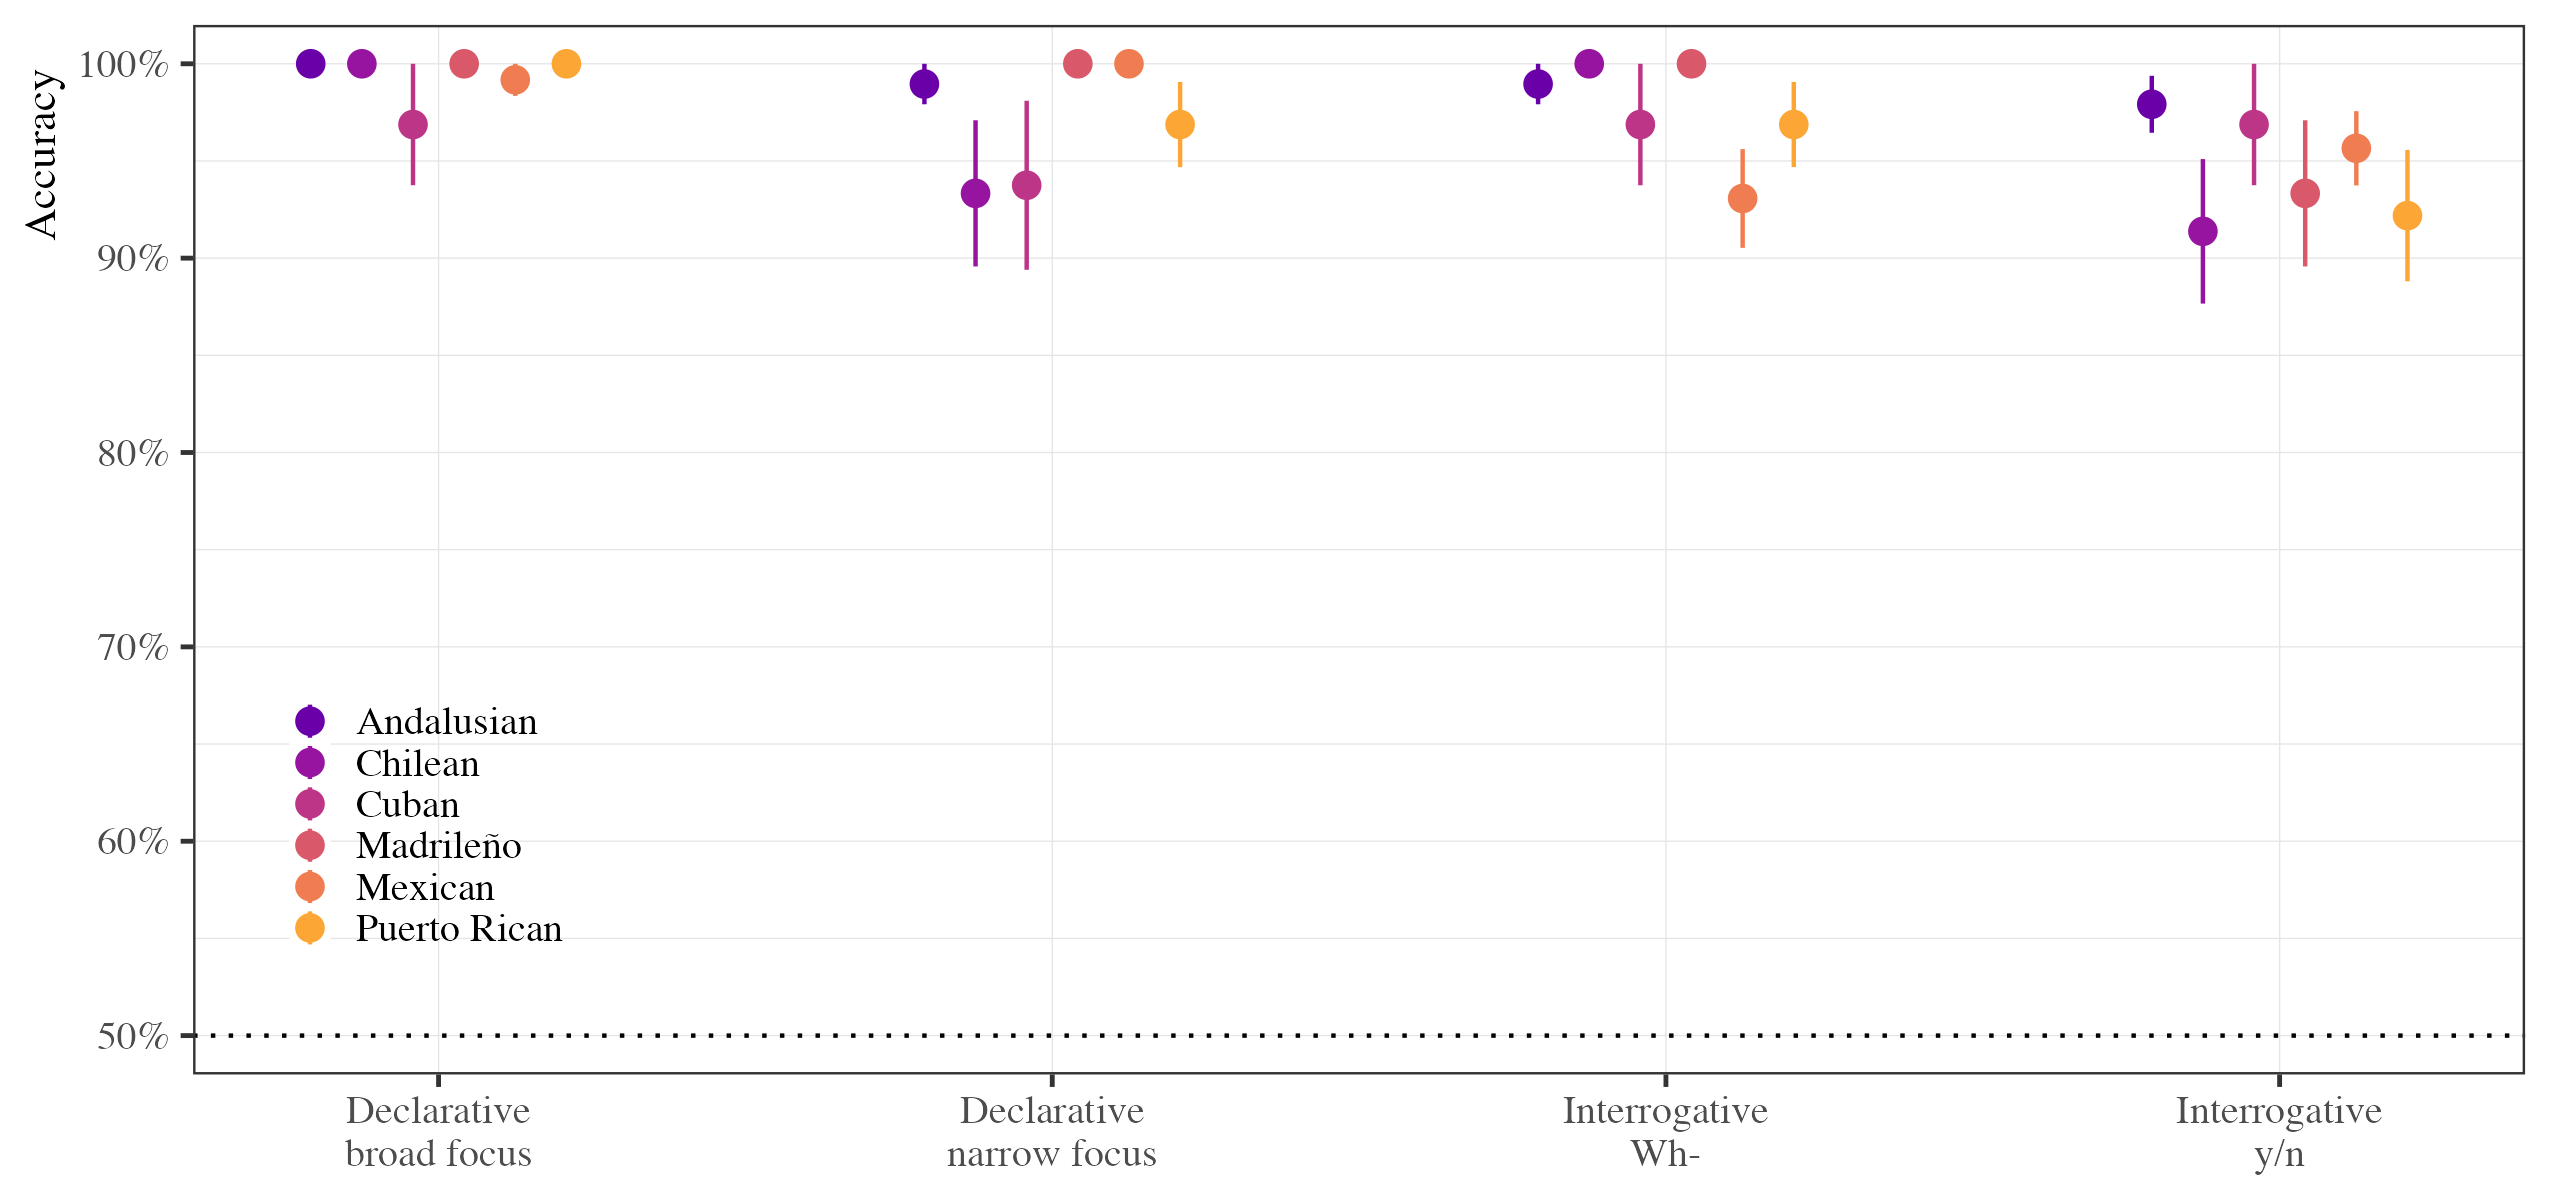 Accuracy
100%
90%
80%
70%
60%
50%
Andalusian
Chilean
Cuban
Madrileño
Mexican
Puerto Rican
Declarative
broad focus
Declarative
narrow focus
Interrogative
Wh-
Interrogative
y/n